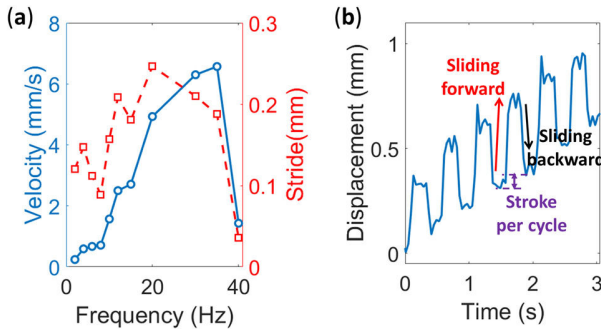 (a)
8
6
4
2
0
Velocity (mm/s)
0
20
40
Frequency (Hz)
0.3
0.2
0.1
0
Stride(mm)
(b)
1
0.5
0
Displacement (mm)
Sliding
forward
Sliding
backward
Stroke
per cycle
0
1
2
3
Time (s)